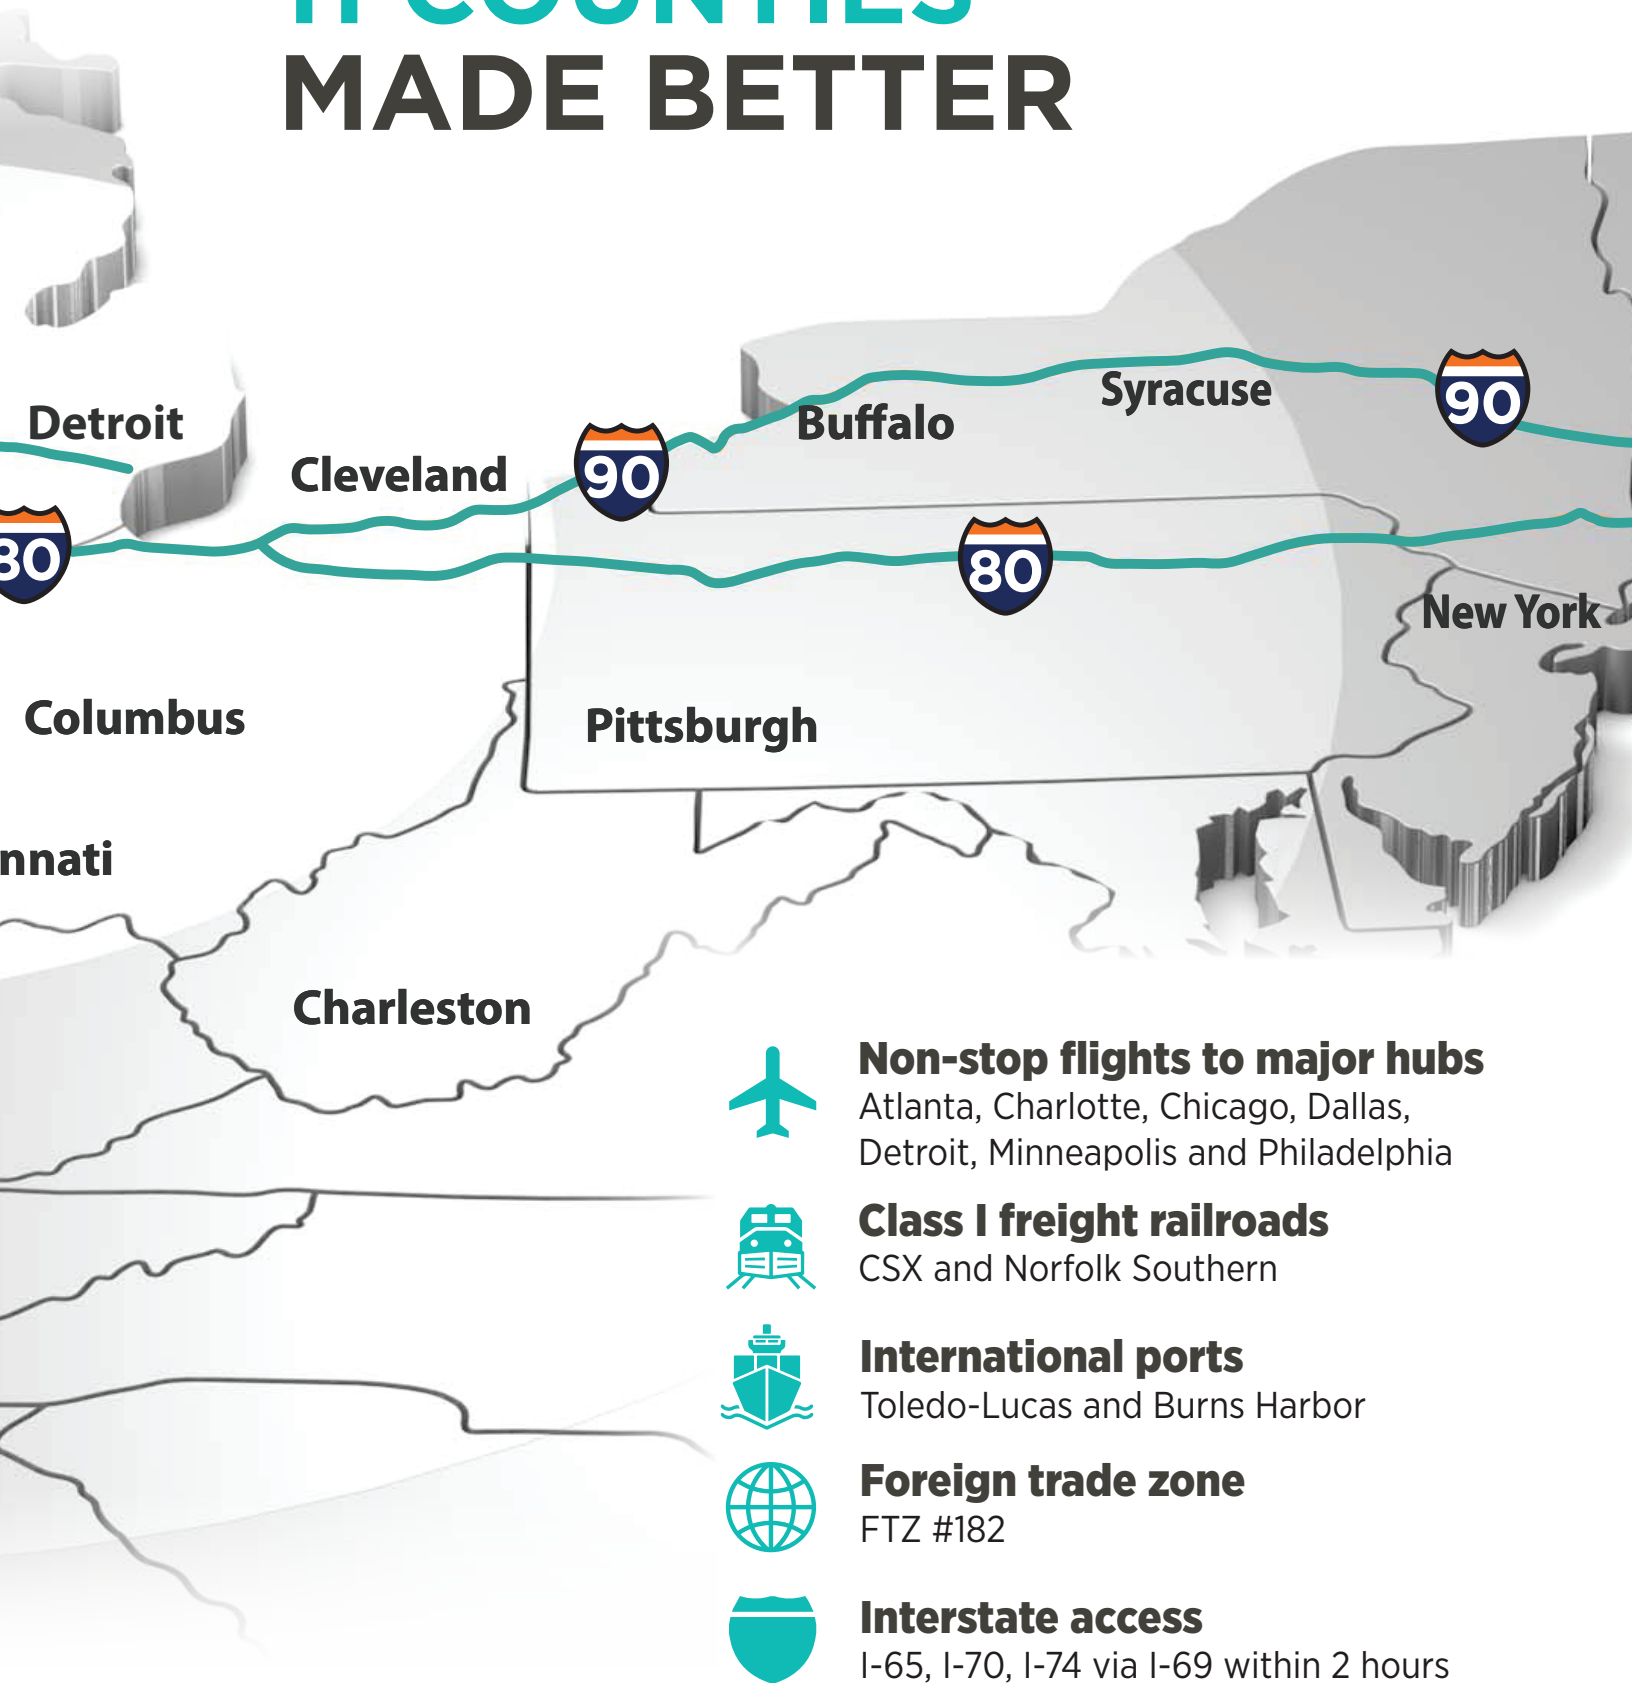 11 COUNTIES
MADE BETTER
Detroit
Cleveland
90
Buffalo
Syracuse
90
80
80
New York
Columbus
Pittsburgh
nnati
Charleston
Non-stop flights to major hubs
Atlanta, Charlotte, Chicago, Dallas,
Detroit, Minneapolis and Philadelphia
Class I freight railroads
CSX and Norfolk Southern
International ports
Toledo-Lucas and Burns Harbor
Foreign trade zone
FTZ #182
Interstate access
I-65, I-70, I-74 via I-69 within 2 hours